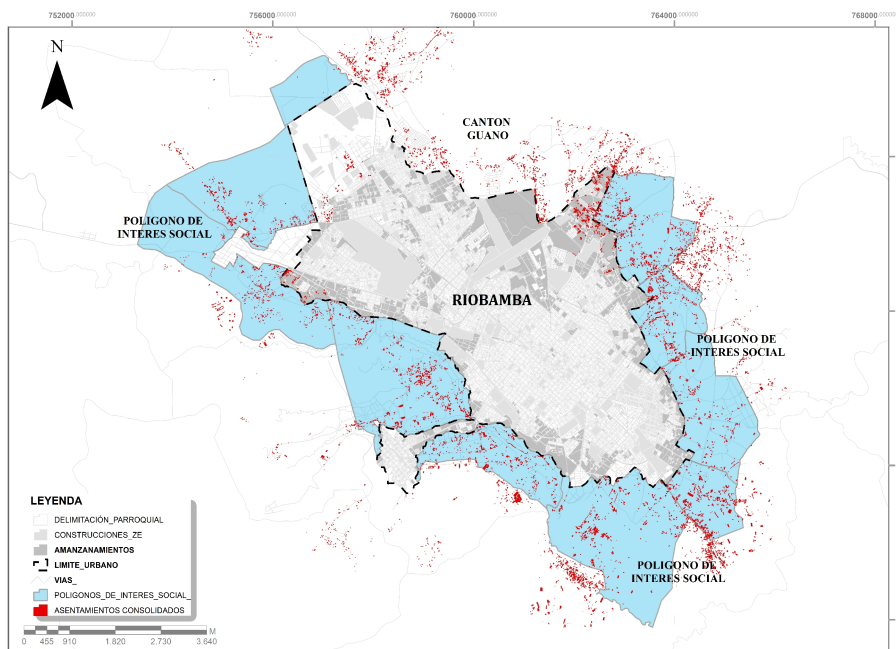 752000,000000
756000,000000
760000,000000
764000,000000
768000,000000
N
CANTON
GUANO
POLIGONO DE
INTERES SOCIAL
RIOBAMBA
POLIGONO DE
INTERES SOCIAL
POLIGONO DE
INTERES SOCIAL
LEYENDA
DELIMITACIÓN_PARROQUIAL
CONSTRUCCIONES_ZE
AMANZANAMIENTOS
LIMITE_URBANO
VIAS_
POLIGONOS_DE_INTERES_SOCIAL_
ASENTAMIENTOS CONSOLIDADOS
M
0 455 910 1.820 2.730 3.640